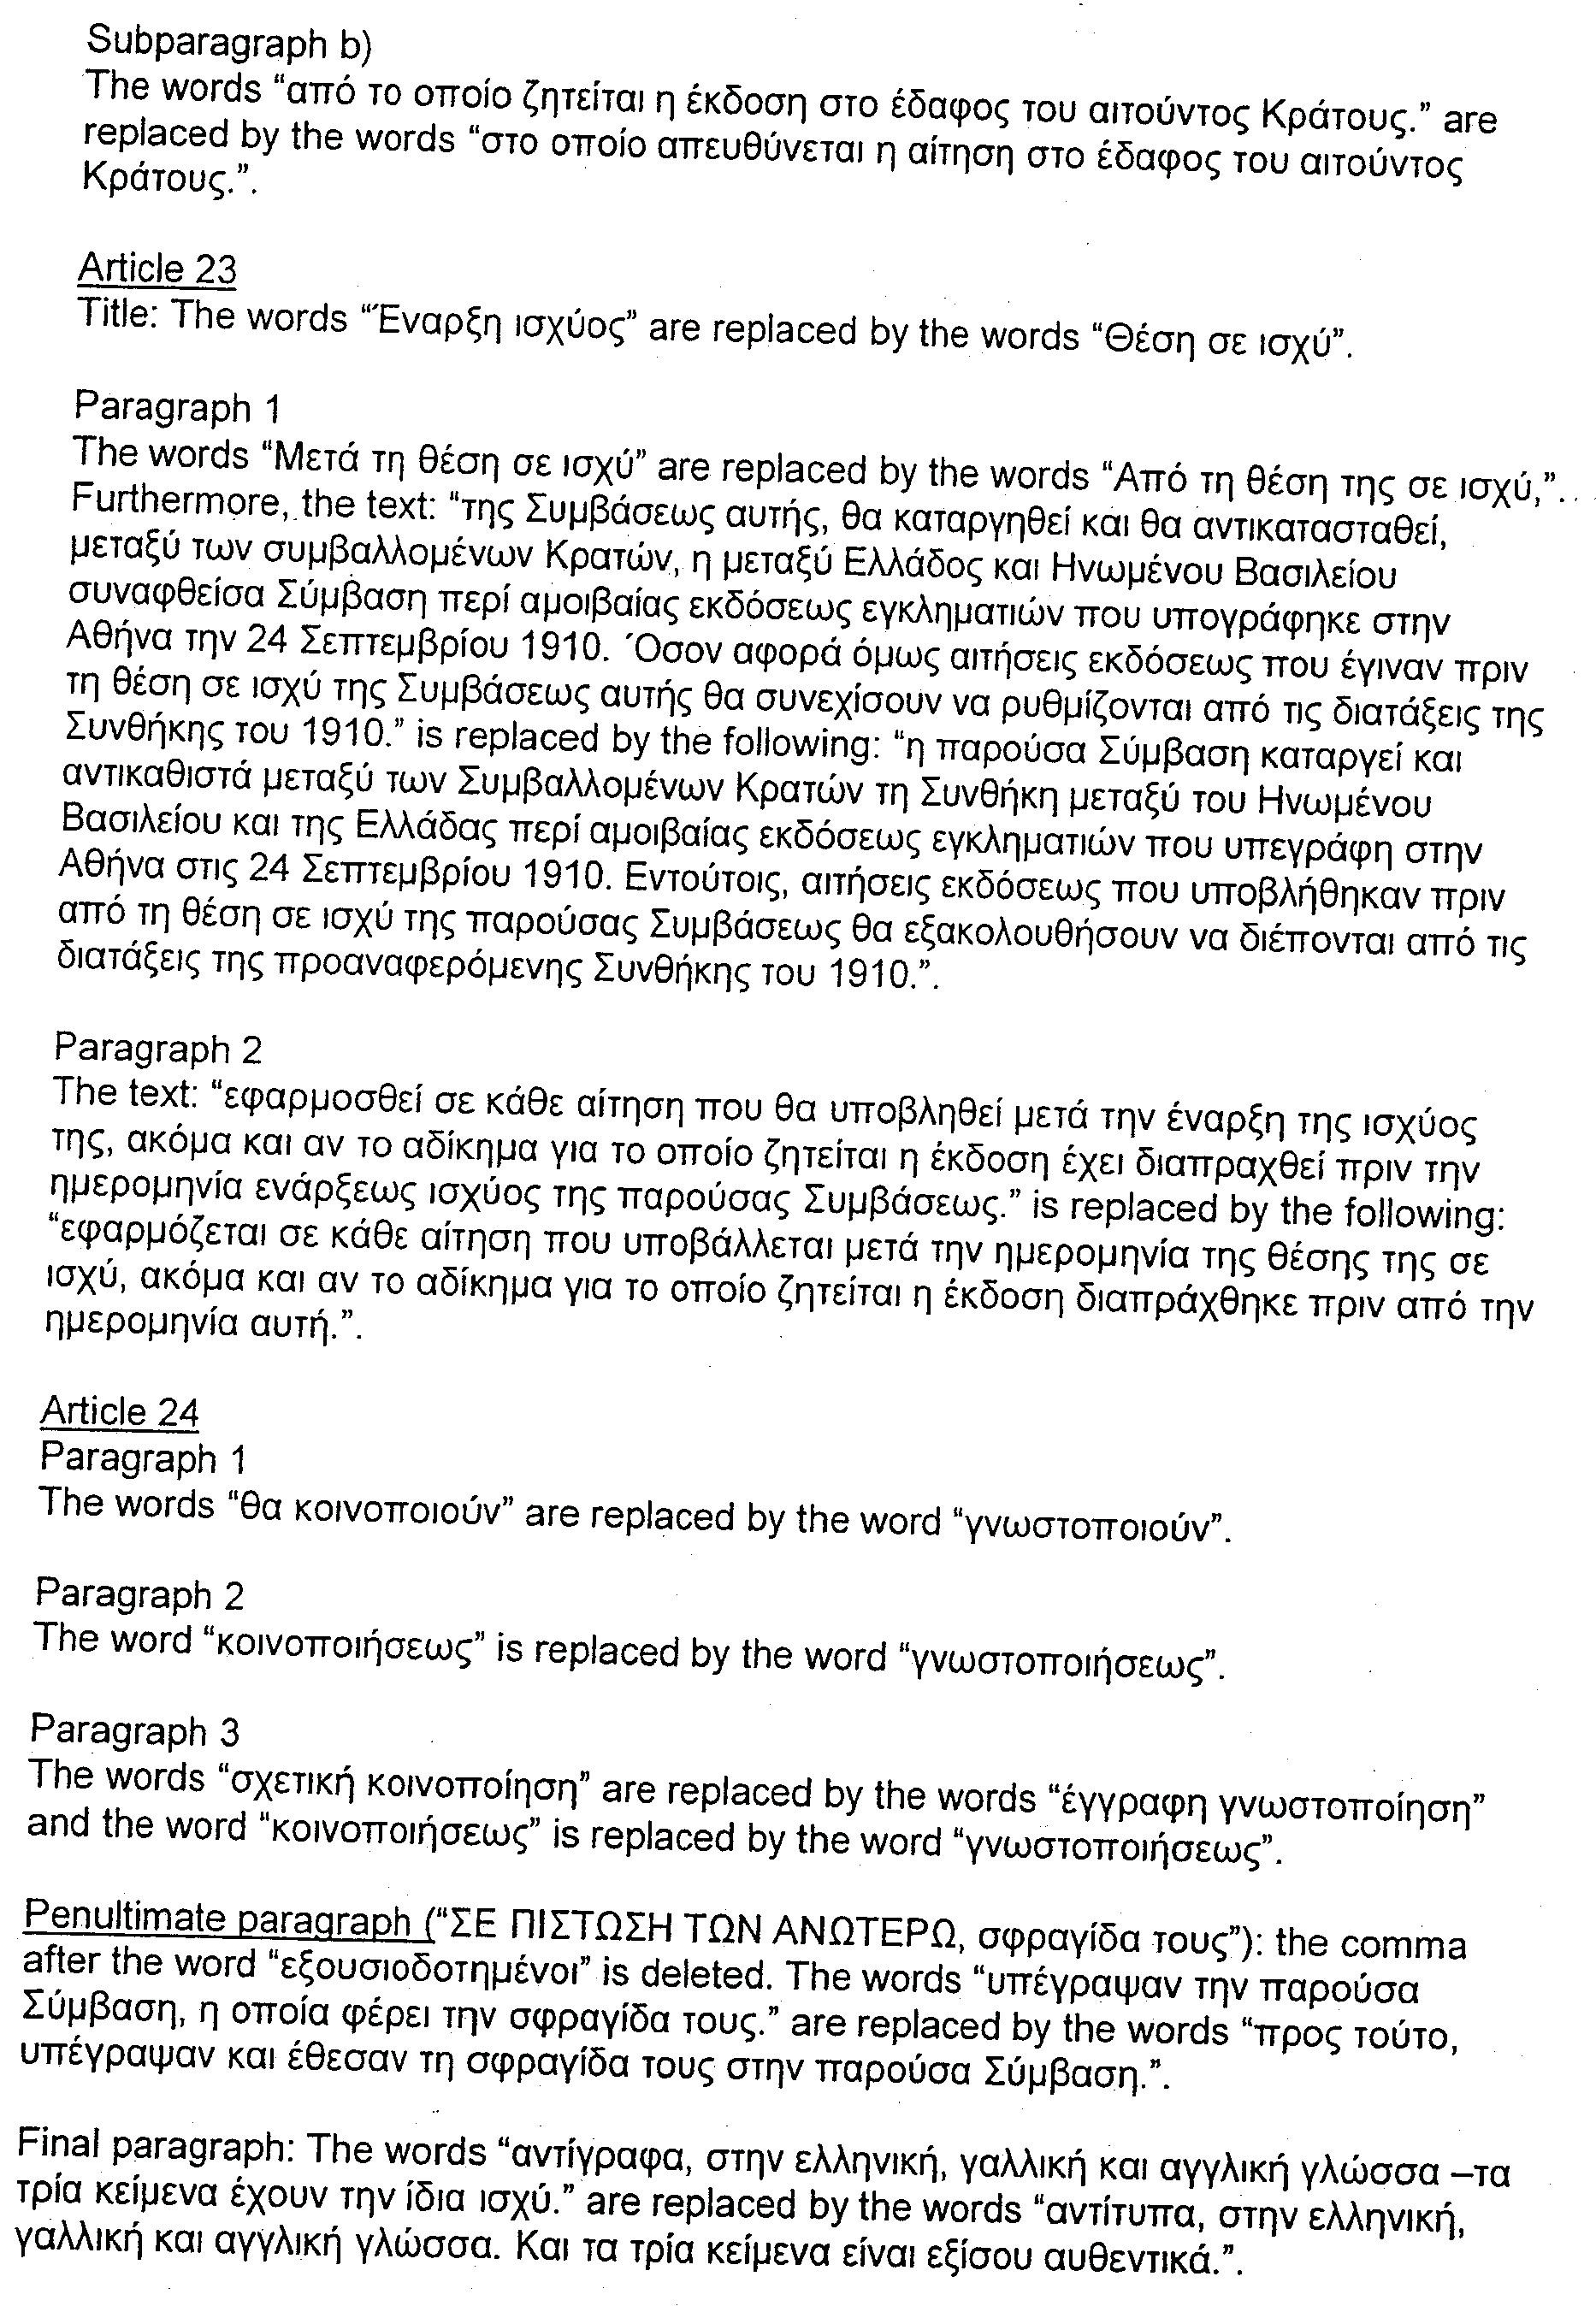 Subparagraph b)
The words “από το οποίο ζητείται η έκδοση στο έδαφος του αιτούντος Κράτους.” are
replaced by the words “στο οποίο απευθύνεται η αίτηση στο έδαφος του αιτούντος
Κράτους.”.
Article 23
Title: The words “Έναρξη ισχύος” are replaced by the words “Θέση σε ισχύ”.
Paragraph 1
The words “Μετά τη θέση σε ισχύ” are replaced by the words “Από τη θέση της σε ισχύ,”.
Furthermore, the text: “της Συμβάσεως αυτής, θα καταργηθεί και θα αντικατασταθεί,
μεταξύ των συμβαλλομένων Κρατών, η μεταξύ Ελλάδος και Ηνωμένου Βασιλείου
συναφθείσα Σύμβαση περί αμοιβαίας εκδόσεως εγκληματιών που υπογράφηκε στην
Αθήνα την 24 Σεπτεμβρίου 1910. Όσον αφορά όμως αιτήσεις εκδόσεως που έγιναν πριν
τη θέση σε ισχύ της Συμβάσεως αυτής θα συνεχίσουν να ρυθμίζονται από τις διατάξεις της
Συνθήκης του 1910.” is replaced by the following: “η παρούσα Σύμβαση καταργεί και
αντικαθιστά μεταξύ των Συμβαλλομένων Κρατών τη Συνθήκη μεταξύ του Ηνωμένου
Βασιλείου και της Ελλάδας περί αμοιβαίας εκδόσεως εγκληματιών που υπεγράφη στην
Αθήνα στις 24 Σεπτεμβρίου 1910. Εντούτοις, αιτήσεις εκδόσεως που υποβλήθηκαν πριν
από τη θέση σε ισχύ της παρούσας Συμβάσεως θα εξακολουθήσουν να διέπονται από τις
διατάξεις της προαναφερόμενης Συνθήκης του 1910.”.
Paragraph 2
The text: “εφαρμοσθεί σε κάθε αίτηση που θα υποβληθεί μετά την έναρξη της ισχύος
της, ακόμα και αν το αδίκημα για το οποίο ζητείται η έκδοση έχει διαπραχθεί πριν την
ημερομηνία ενάρξεως ισχύος της παρούσας Συμβάσεως.” is replaced by the following:
“εφαρμόζεται σε κάθε αίτηση που υποβάλλεται μετά την ημερομηνία της θέσης της σε
ισχύ, ακόμα και αν το αδίκημα για το οποίο ζητείται η έκδοση διαπράχθηκε πριν από την
ημερομηνία αυτή.”.
Article 24
Paragraph 1
The words “θα κοινοποιούν” are replaced by the word “γνωστοποιούν”.
Paragraph 2
The word “κοινοποιήσεως” is replaced by the word “γνωστοποιήσεως”.
Paragraph 3
The words “σχετική κοινοποίηση” are replaced by the words “έγγραφη γνωστοποίηση”
and the word “κοινοποιήσεως” is replaced by the word “γνωστοποιήσεως”.
Penultimate paragraph (“ΣΕ ΠΙΣΤΩΣΗ ΤΩΝ ΑΝΩΤΕΡΩ, σφραγίδα τους”): the comma
after the word “εξουσιοδοτημένοι” is deleted. The words “υπέγραψαν την παρούσα
Σύμβαση, η οποία φέρει την σφραγίδα τους.” are replaced by the words “προς τούτο,
υπέγραψαν και έθεσαν τη σφραγίδα τους στην παρούσα Σύμβαση.”.
Final paragraph: The words “αντίγραφα, στην ελληνική, γαλλική και αγγλική γλώσσα –τα
τρία κείμενα έχουν την ίδια ισχύ.” are replaced by the words “αντίτυπα, στην ελληνική,
γαλλική και αγγλική γλώσσα. Και τα τρία κείμενα είναι εξίσου αυθεντικά.”.